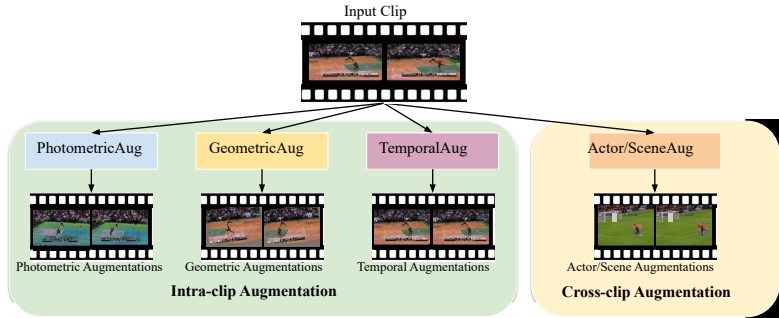 Input Clip
PhotometricAug
GeometricAug
TemporalAug
Actor/SceneAug
Photometric Augmentations
Geometric Augmentations
Temporal Augmentations
Actor/Scene Augmentations
Intra-clip Augmentation
Cross-clip Augmentation